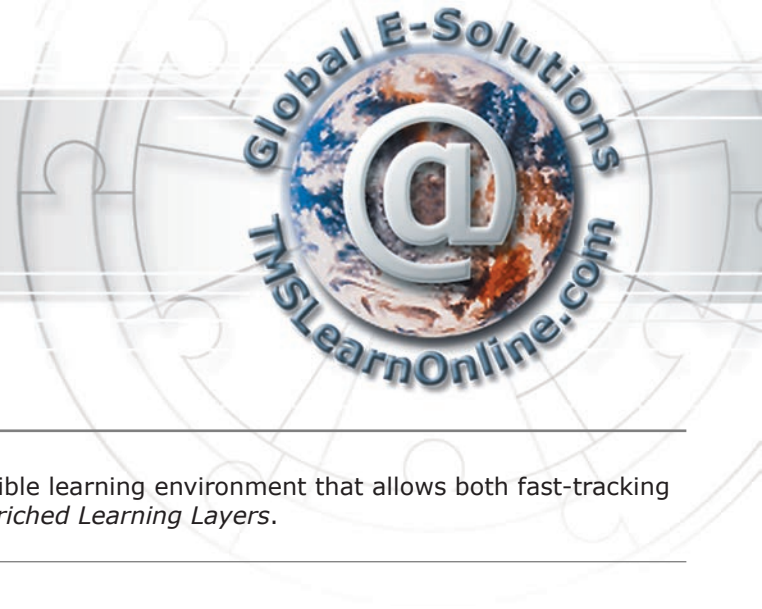 Global E-Solutions
@
TMSLearnOnline.com
ible learning environment that allows both fast-tracking
riched Learning Layers.